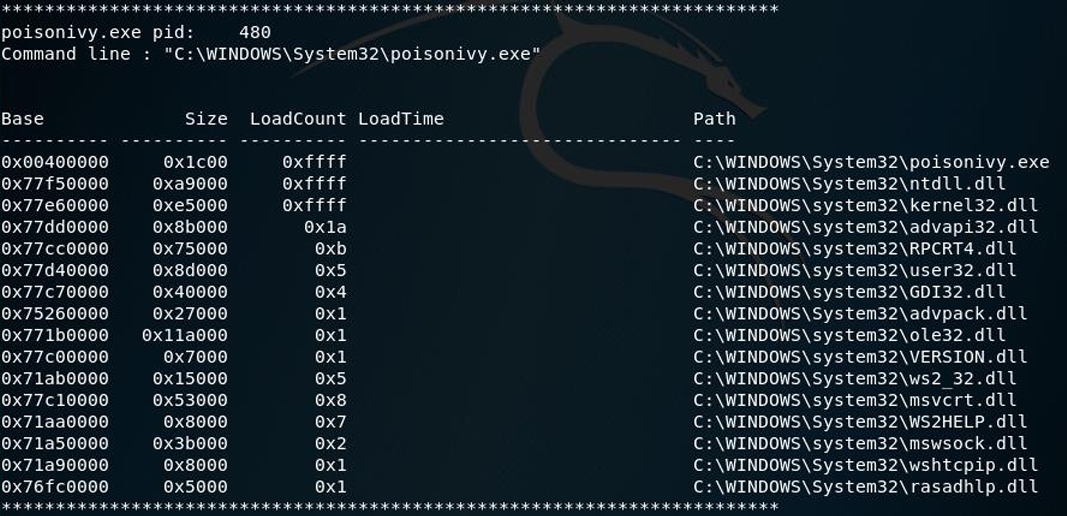 ************************************************************************
poisonivy.exe pid:    480
Command line : "C:\WINDOWS\System32\poisonivy.exe"
Base             Size  LoadCount LoadTime                       Path
---------- ---------- ---------- ------------------------------ ----
0x00400000     0x1c00     0xffff                                C:\WINDOWS\System32\poisonivy.exe
0x77f50000    0xa9000     0xffff                                C:\WINDOWS\System32\ntdll.dll
0x77e60000    0xe5000     0xffff                                C:\WINDOWS\system32\kernel32.dll
0x77dd0000    0x8b000       0x1a                                C:\WINDOWS\system32\advapi32.dll
0x77cc0000    0x75000        0xb                                C:\WINDOWS\system32\RPCRT4.dll
0x77d40000    0x8d000        0x5                                C:\WINDOWS\system32\user32.dll
0x77c70000    0x40000        0x4                                C:\WINDOWS\system32\GDI32.dll
0x75260000    0x27000        0x1                                C:\WINDOWS\System32\advpack.dll
0x771b0000   0x11a000        0x1                                C:\WINDOWS\system32\ole32.dll
0x77c00000     0x7000        0x1                                C:\WINDOWS\system32\VERSION.dll
0x71ab0000    0x15000        0x5                                C:\WINDOWS\System32\ws2_32.dll
0x77c10000    0x53000        0x8                                C:\WINDOWS\system32\msvcrt.dll
0x71aa0000     0x8000        0x7                                C:\WINDOWS\System32\WS2HELP.dll
0x71a50000    0x3b000        0x2                                C:\WINDOWS\system32\mswsock.dll
0x71a90000     0x8000        0x1                                C:\WINDOWS\System32\wshtcpip.dll
0x76fc0000     0x5000        0x1                                C:\WINDOWS\System32\rasadhlp.dll
************************************************************************